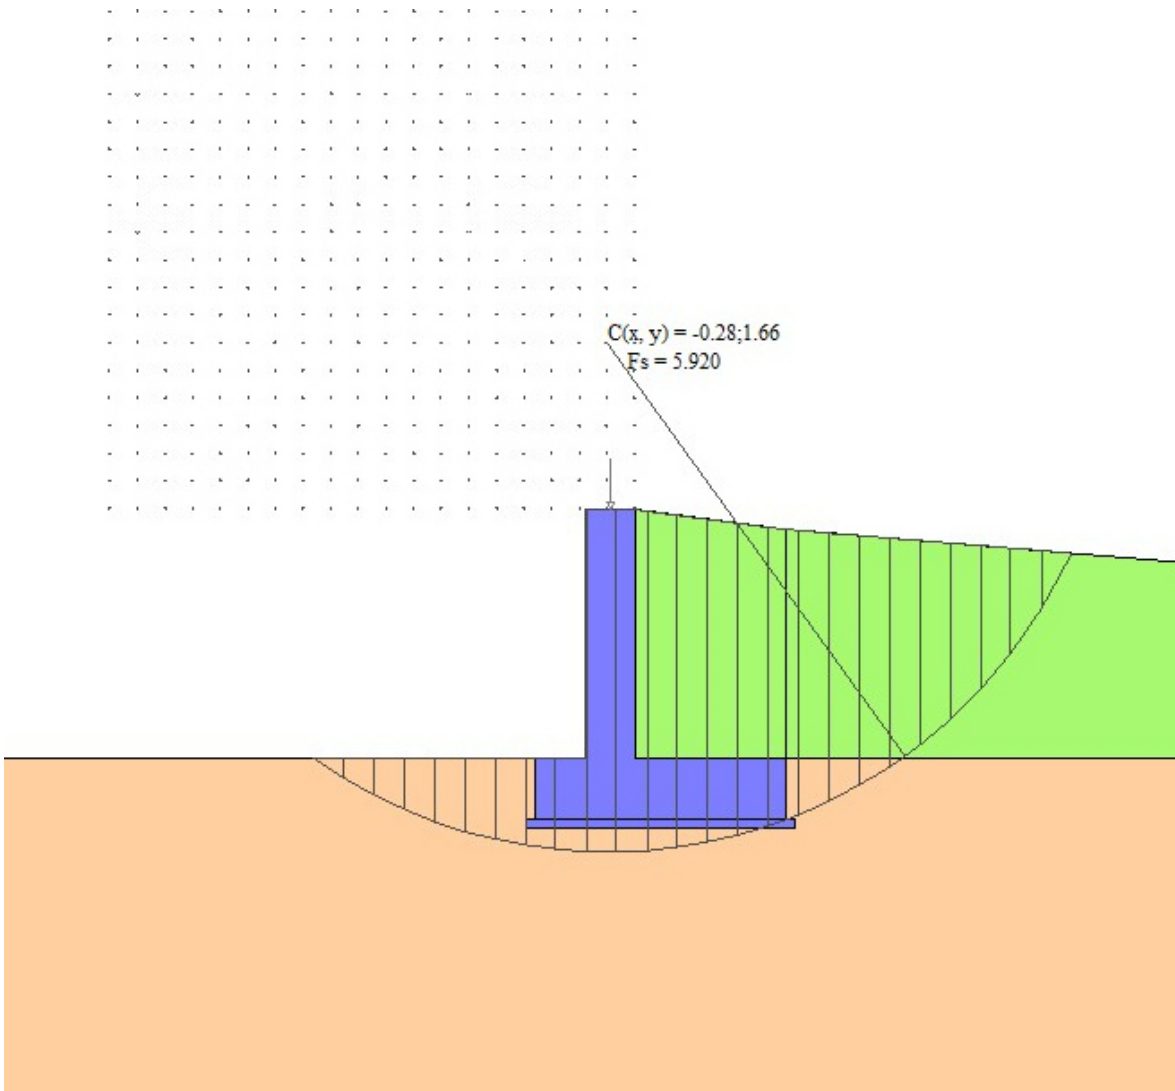 C(x, y) = -0.28;1.66
Fs = 5.920